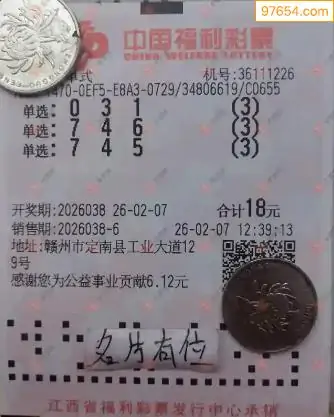 97654.com
中国福利彩票
CHINA WELFARE LOTTERY
单式 机号:36111226
470-0EF5-E8A3-0729/34806619/C0655
单选: 0 3 1 (3)
单选: 7 4 6 (3)
单选: 7 4 5 (3)
开奖期:2026038 26-02-07 合计18元
销售期:2026038-6 26-02-07 12:39:13
地址:赣州市定南县工业大道12
9号
感谢您为公益事业贡献6.12元
名片有位
江西省福利彩票发行中心承销